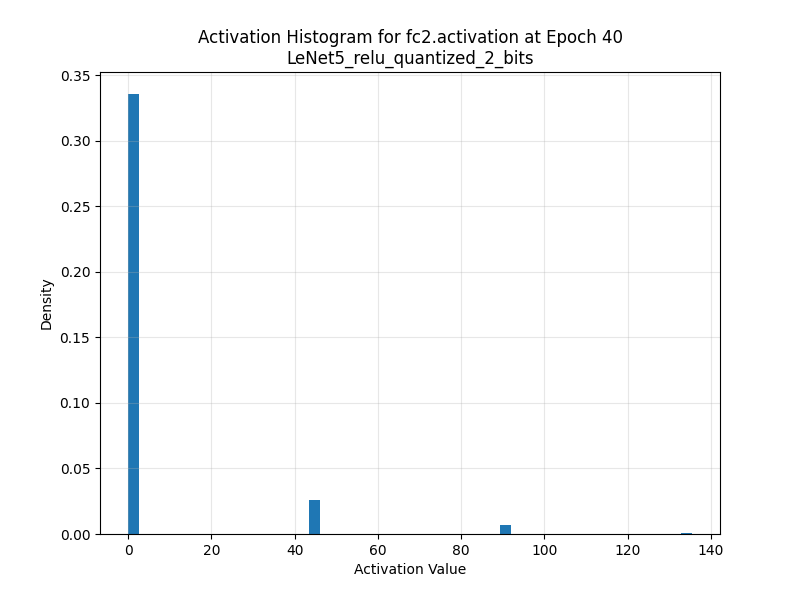 Activation Histogram for fc2.activation at Epoch 40
LeNet5_relu_quantized_2_bits
0.35
0.30
0.25
0.20
0.15
0.10
0.05
0.00
Density
0 20 40 60 80 100 120 140
Activation Value